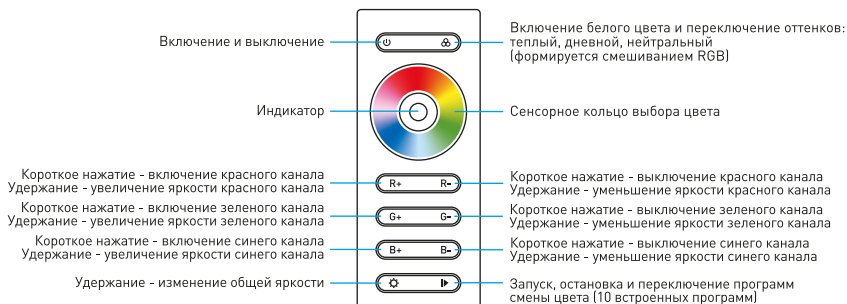 Включение и выключение
Включение белого цвета и переключение оттенков:
теплый, дневной, нейтральный
(формируется смешиванием RGB)
Индикатор
Сенсорное кольцо выбора цвета
Короткое нажатие - включение красного канала
Удержание - увеличение яркости красного канала
R+ R-
Короткое нажатие - выключение красного канала
Удержание - уменьшение яркости красного канала
Короткое нажатие - включение зеленого канала
Удержание - увеличение яркости зеленого канала
G+ G-
Короткое нажатие - выключение зеленого канала
Удержание - уменьшение яркости зеленого канала
Короткое нажатие - включение синего канала
Удержание - увеличение яркости синего канала
B+ B-
Короткое нажатие - выключение синего канала
Удержание - уменьшение яркости синего канала
Удержание - изменение общей яркости
Запуск, остановка и переключение программ
смены цвета (10 встроенных программ)